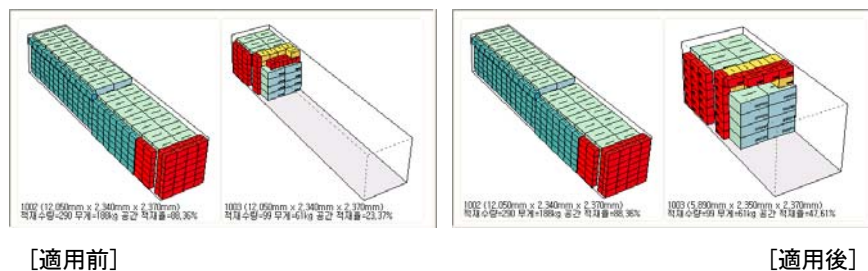 1002 (12,050mm x 2,340mm x 2,370mm)
적재수량=290 무게=188kg 공간 적재율=88,36%
1003 (12,050mm x 2,340mm x 2,370mm)
적재수량=99 무게=61kg 공간 적재율=23,37%
1002 (12,050mm x 2,340mm x 2,370mm)
적재수량=290 무게=188kg 공간 적재율=88,36%
1003 (5,890mm x 2,350mm x 2,370mm)
적재수량=99 무게=61kg 공간 적재율=47,61%
[適用前]
[適用後]